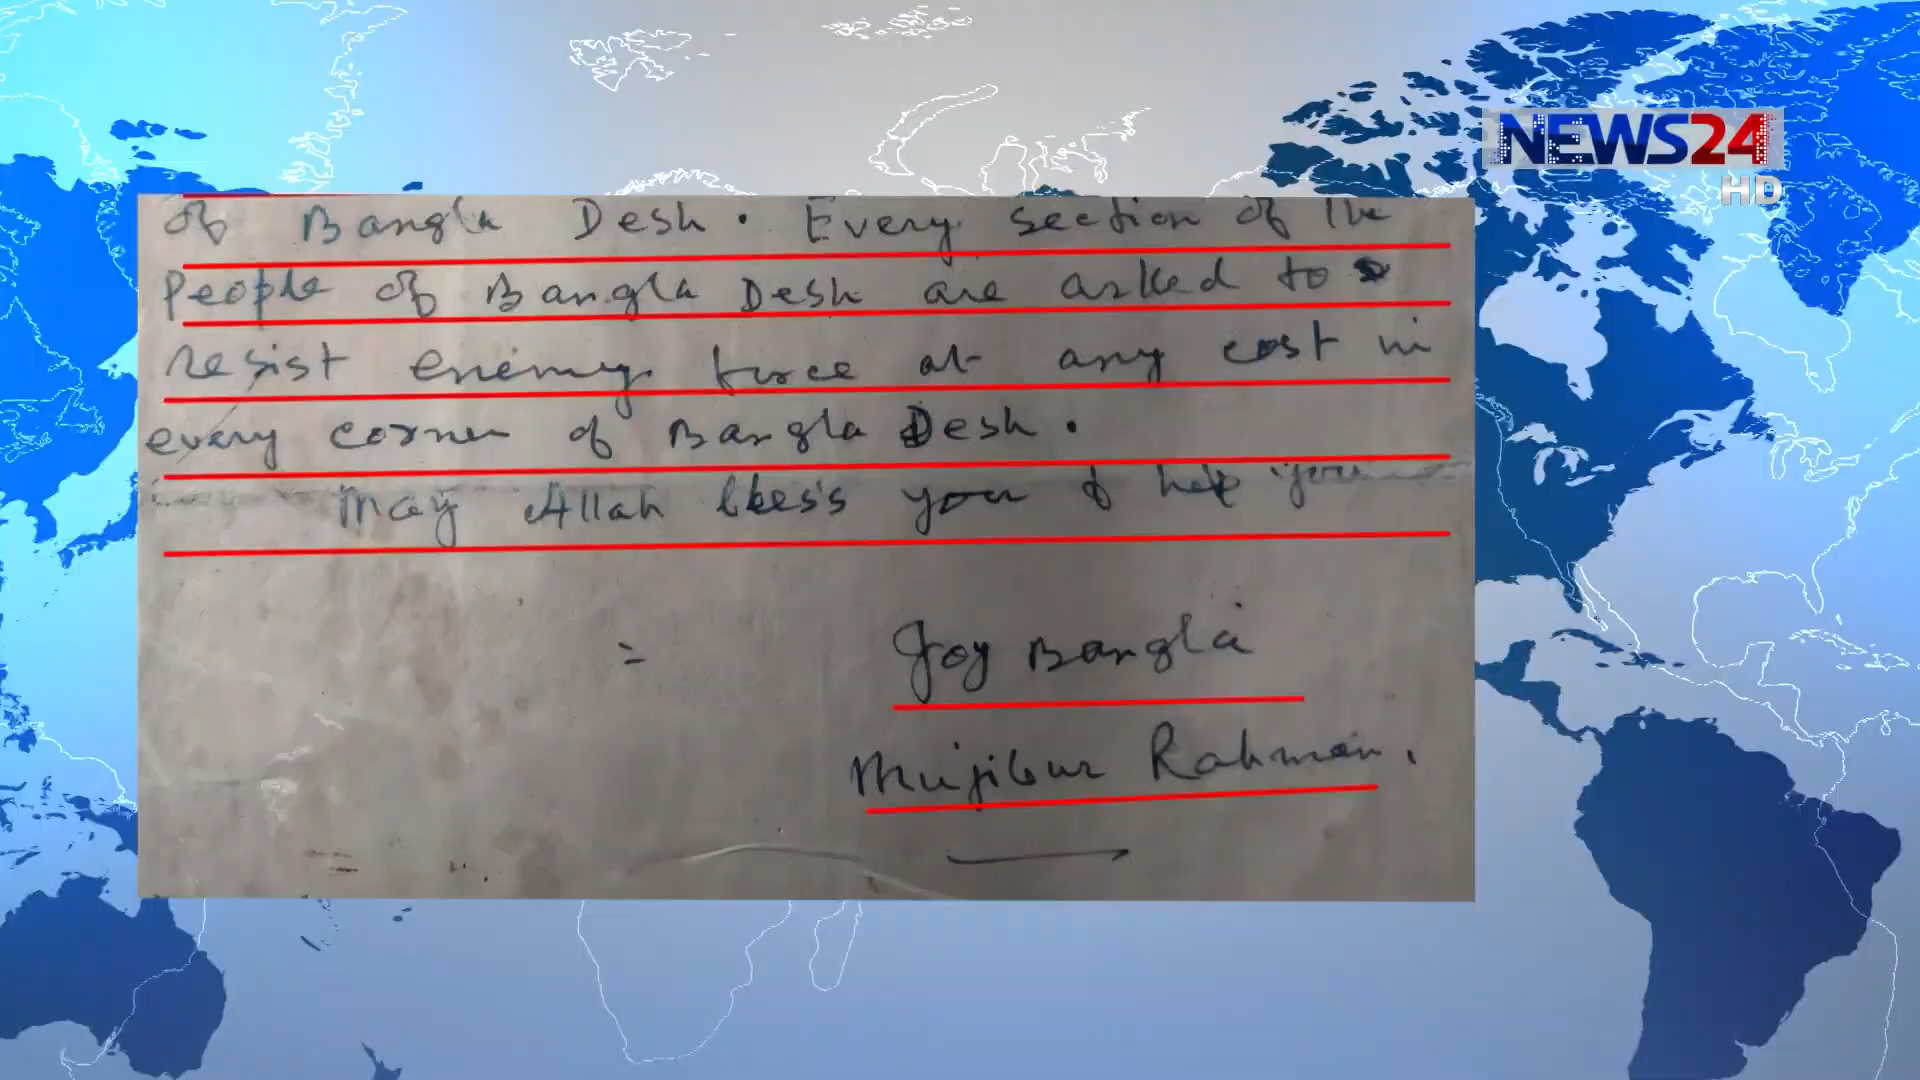 NEWS24
HD
of Bangla Desh. Every section of the
People of Bangla Desh are asked to
resist enemy force at any cost in
every corner of Bangla Desh.
May Allah bless you & help you
= Joy Bangla
Mujibur Rahman.